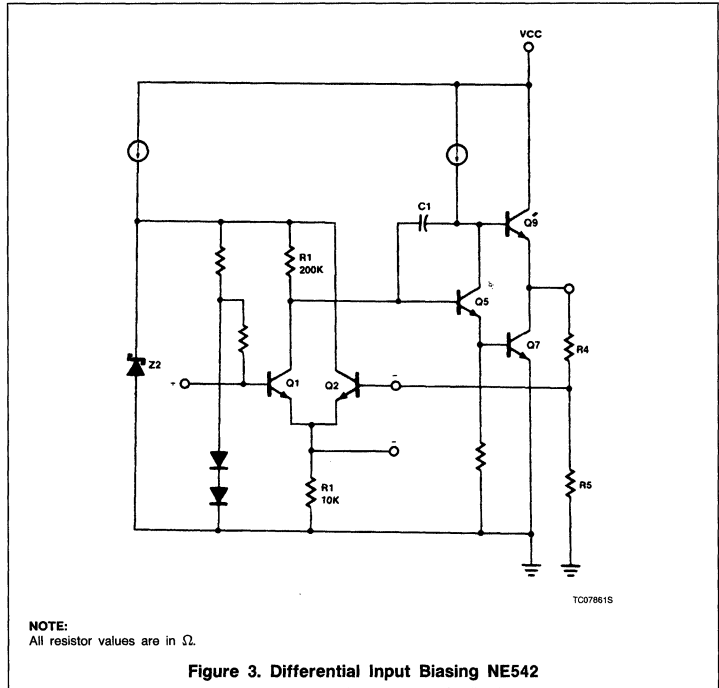 VCC
C1
Q9
R1
200K
Q5
Q7
R4
Z2
+
Q1
Q2
-
-
R1
10K
R5
TC07861S
NOTE:
All resistor values are in Ω.
Figure 3. Differential Input Biasing NE542